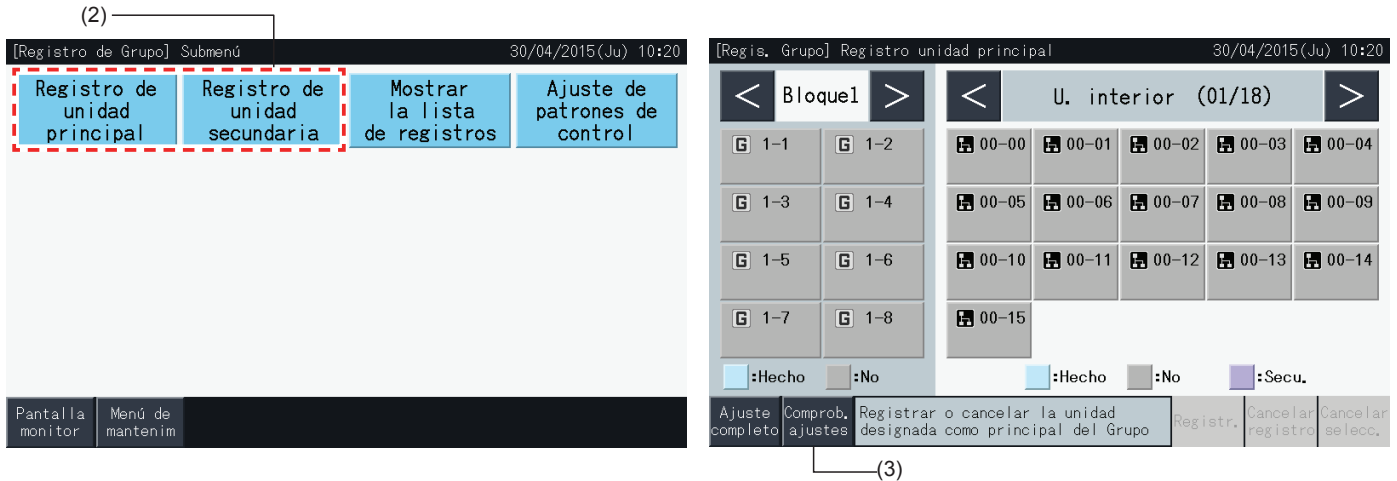 (2)
[Registro de Grupo] Submenú 30/04/2015(Ju) 10:20
Registro de
unidad
principal
Registro de
unidad
secundaria
Mostrar
la lista
de registros
Ajuste de
patrones de
control
Pantalla
monitor
Menú de
mantenim
[Regis. Grupo] Registro unidad principal 30/04/2015(Ju) 10:20
< Bloque1 >
G 1-1 G 1-2
G 1-3 G 1-4
G 1-5 G 1-6
G 1-7 G 1-8
:Hecho :No
< U. interior (01/18) >
00-00 00-01 00-02 00-03 00-04
00-05 00-06 00-07 00-08 00-09
00-10 00-11 00-12 00-13 00-14
00-15
:Hecho :No :Secu.
Ajuste
completo
Comprob.
ajustes
Registrar o cancelar la unidad
designada como principal del Grupo
Registr.
Cancelar
registro
Cancelar
selecc.
(3)